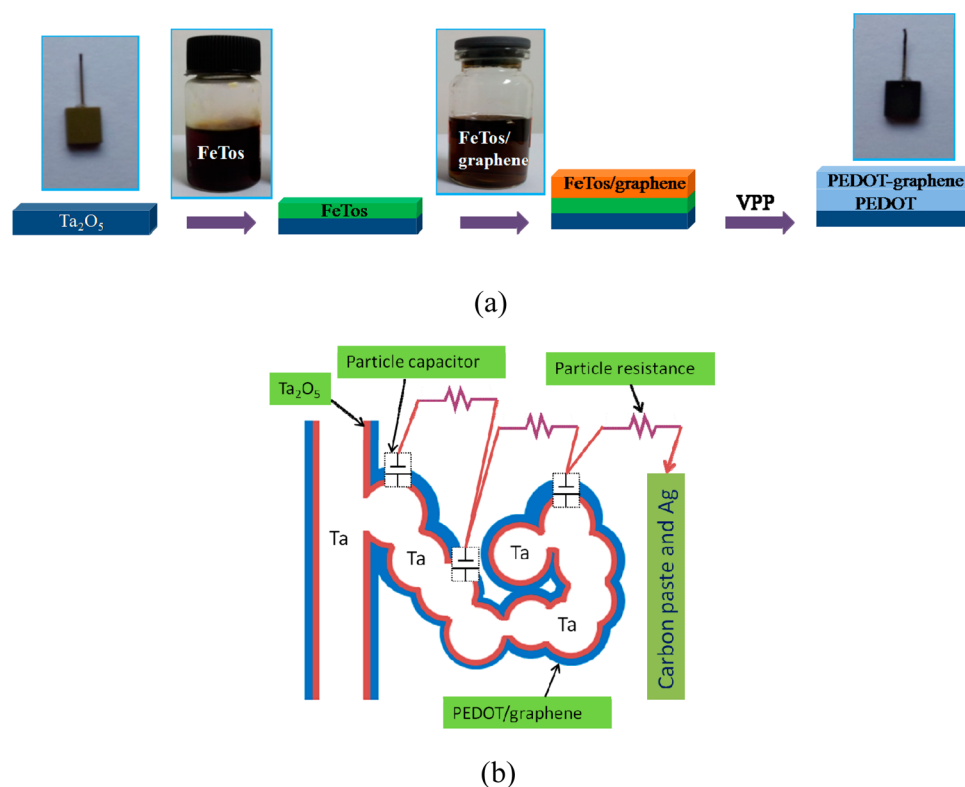 FeTos
FeTos/
graphene
Ta₂O₅
FeTos
FeTos/graphene
VPP
PEDOT-graphene
PEDOT
(a)
Particle capacitor
Particle resistance
Ta₂O₅
Ta
Ta
Ta
Ta
Carbon paste and Ag
PEDOT/graphene
(b)